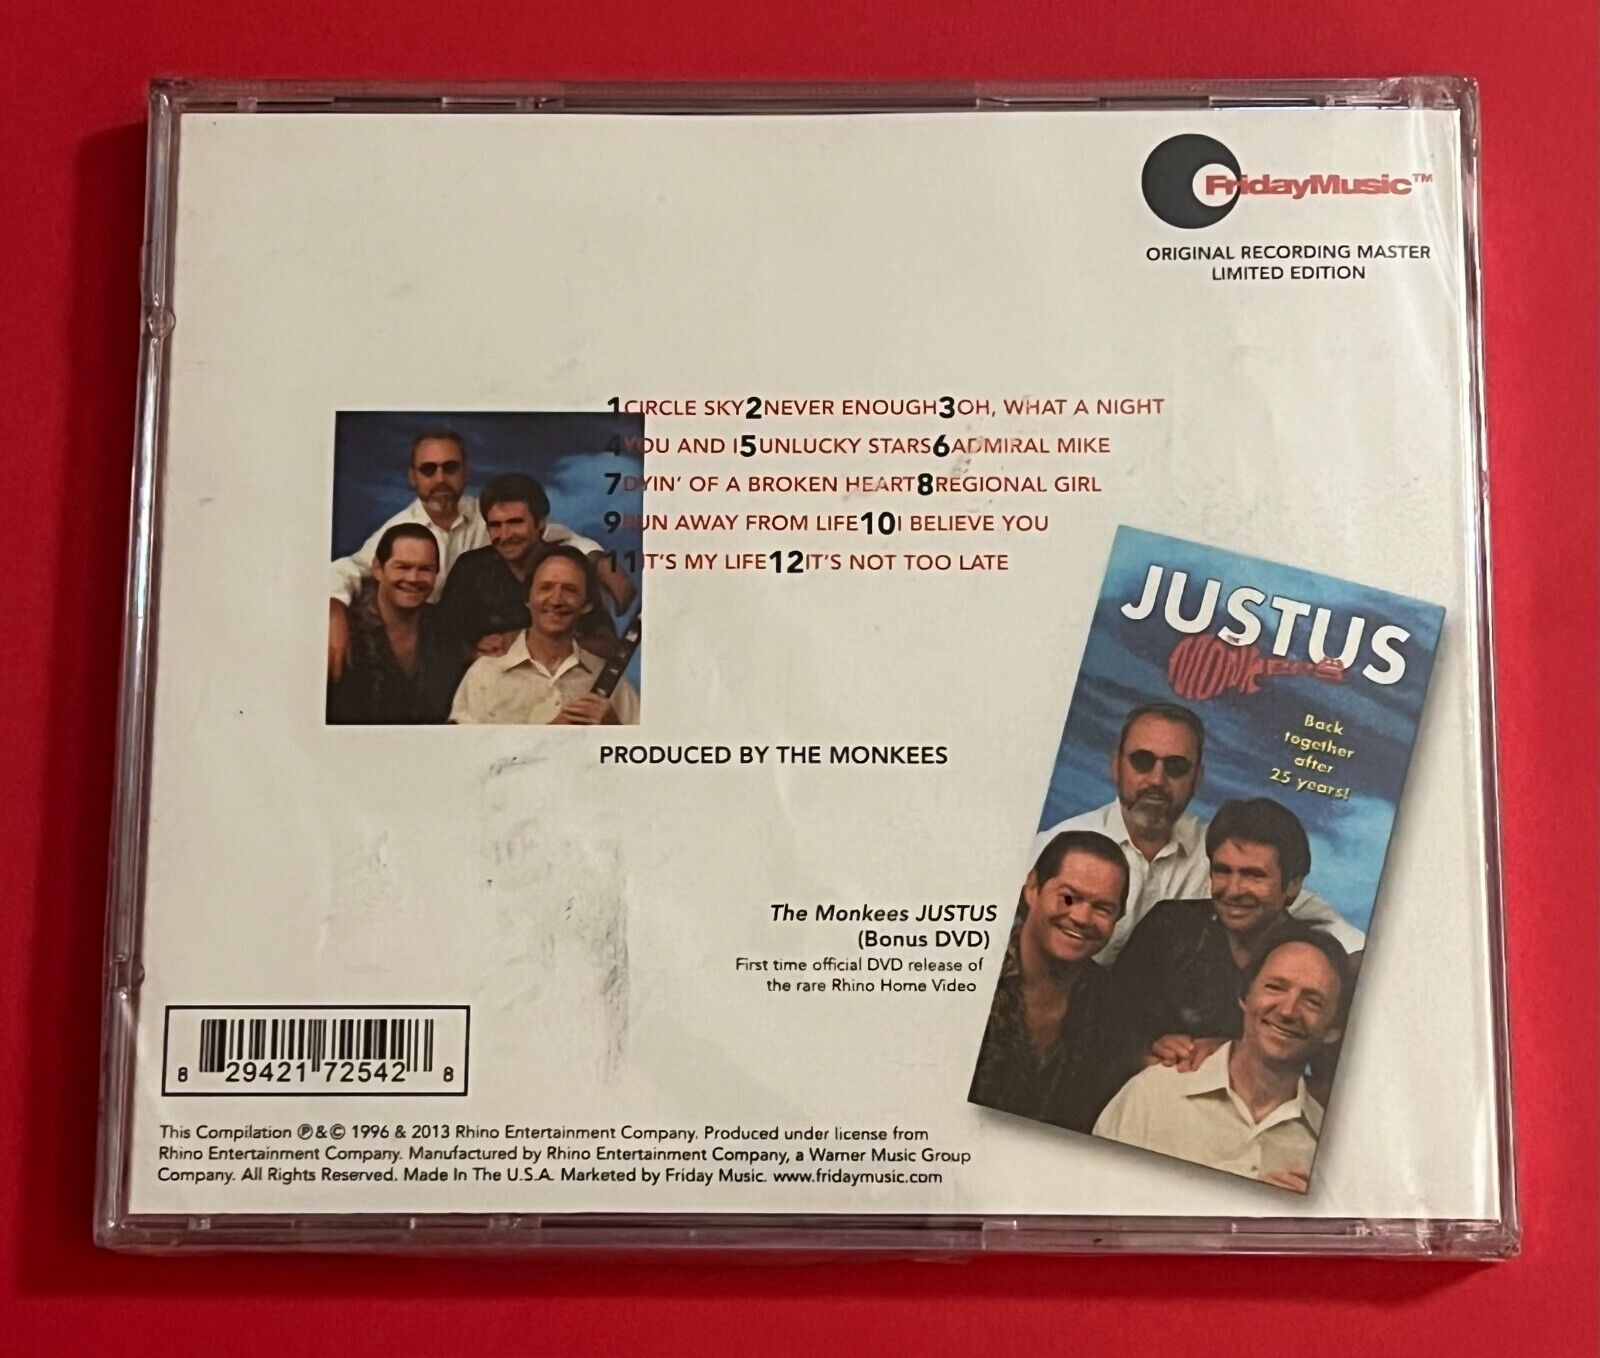 FridayMusic™
ORIGINAL RECORDING MASTER
LIMITED EDITION
1CIRCLE SKY2NEVER ENOUGH3OH, WHAT A NIGHT
4YOU AND I5UNLUCKY STARS6ADMIRAL MIKE
7DYIN' OF A BROKEN HEART8REGIONAL GIRL
9RUN AWAY FROM LIFE10I BELIEVE YOU
11IT'S MY LIFE12IT'S NOT TOO LATE
PRODUCED BY THE MONKEES
JUSTUS
MONKEES
Back
together
after
25 years!
The Monkees JUSTUS
(Bonus DVD)
First time official DVD release of
the rare Rhino Home Video
8 29421 72542 8
This Compilation ℗&© 1996 & 2013 Rhino Entertainment Company. Produced under license from
Rhino Entertainment Company. Manufactured by Rhino Entertainment Company, a Warner Music Group
Company. All Rights Reserved. Made In The U.S.A. Marketed by Friday Music. www.fridaymusic.com